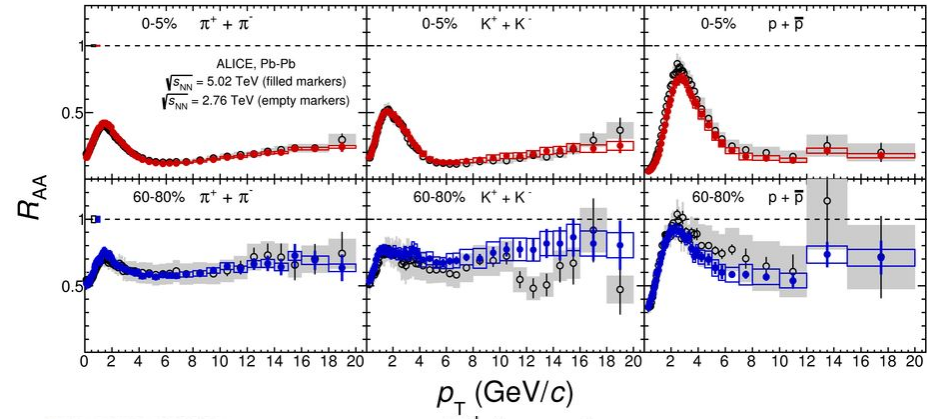 0-5% π⁺ + π⁻
0-5% K⁺ + K⁻
0-5% p + p̅
1
ALICE, Pb-Pb
√sNN = 5.02 TeV (filled markers)
√sNN = 2.76 TeV (empty markers)
0.5
RAA
60-80% π⁺ + π⁻
60-80% K⁺ + K⁻
60-80% p + p̅
1
0.5
0 2 4 6 8 10 12 14 16 18 20
2 4 6 8 10 12 14 16 18 20
2 4 6 8 10 12 14 16 18 20
pT (GeV/c)